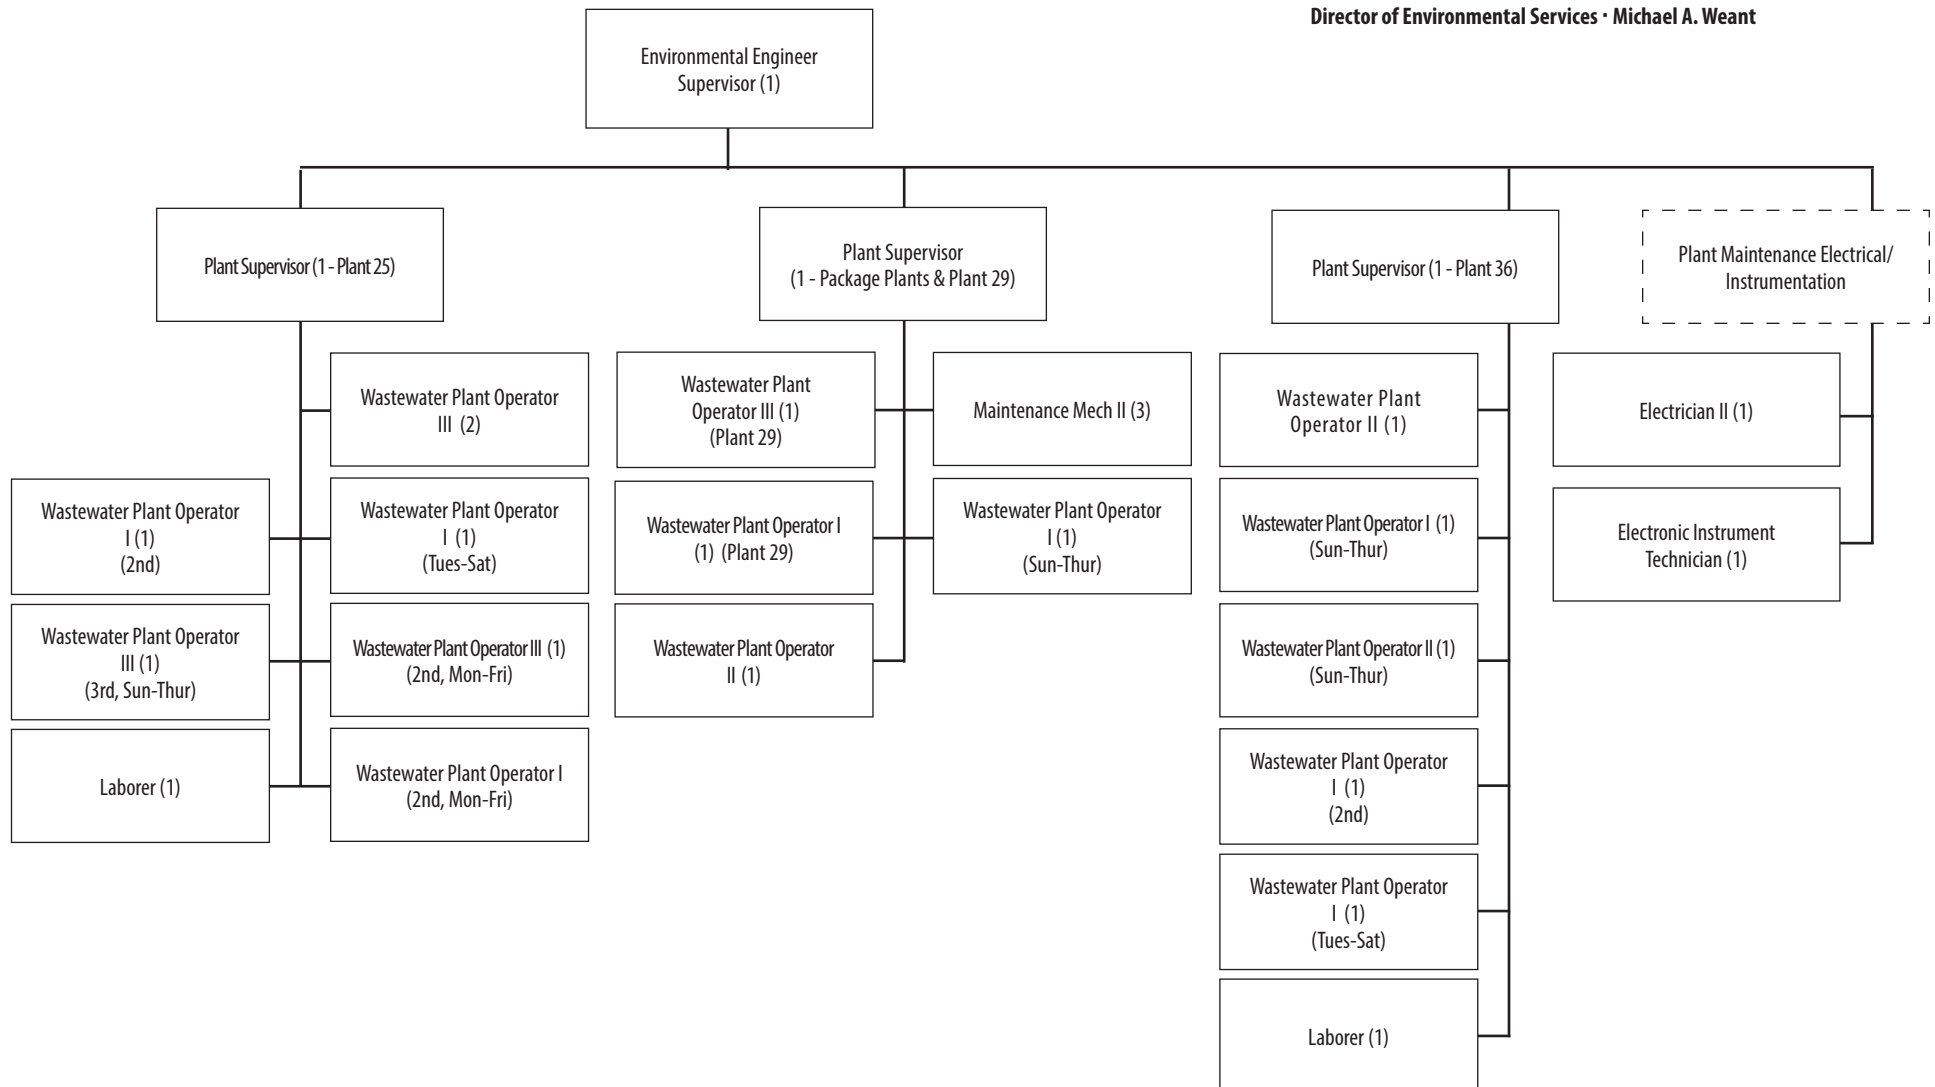 Director of Environmental Services · Michael A. Weant
Environmental Engineer
Supervisor (1)
Plant Supervisor (1 - Plant 25)
Plant Supervisor
(1 - Package Plants & Plant 29)
Plant Supervisor (1 - Plant 36)
Plant Maintenance Electrical/
Instrumentation
Wastewater Plant Operator
III (2)
Wastewater Plant Operator
I (1)
(2nd)
Wastewater Plant Operator
I (1)
(Tues-Sat)
Wastewater Plant Operator
III (1)
(3rd, Sun-Thur)
Wastewater Plant Operator III (1)
(2nd, Mon-Fri)
Laborer (1)
Wastewater Plant Operator I
(2nd, Mon-Fri)
Wastewater Plant
Operator III (1)
(Plant 29)
Maintenance Mech II (3)
Wastewater Plant Operator I
(1) (Plant 29)
Wastewater Plant Operator
I (1)
(Sun-Thur)
Wastewater Plant Operator
II (1)
Wastewater Plant
Operator II (1)
Wastewater Plant Operator I (1)
(Sun-Thur)
Wastewater Plant Operator II (1)
(Sun-Thur)
Wastewater Plant Operator
I (1)
(2nd)
Wastewater Plant Operator
I (1)
(Tues-Sat)
Laborer (1)
Electrician II (1)
Electronic Instrument
Technician (1)